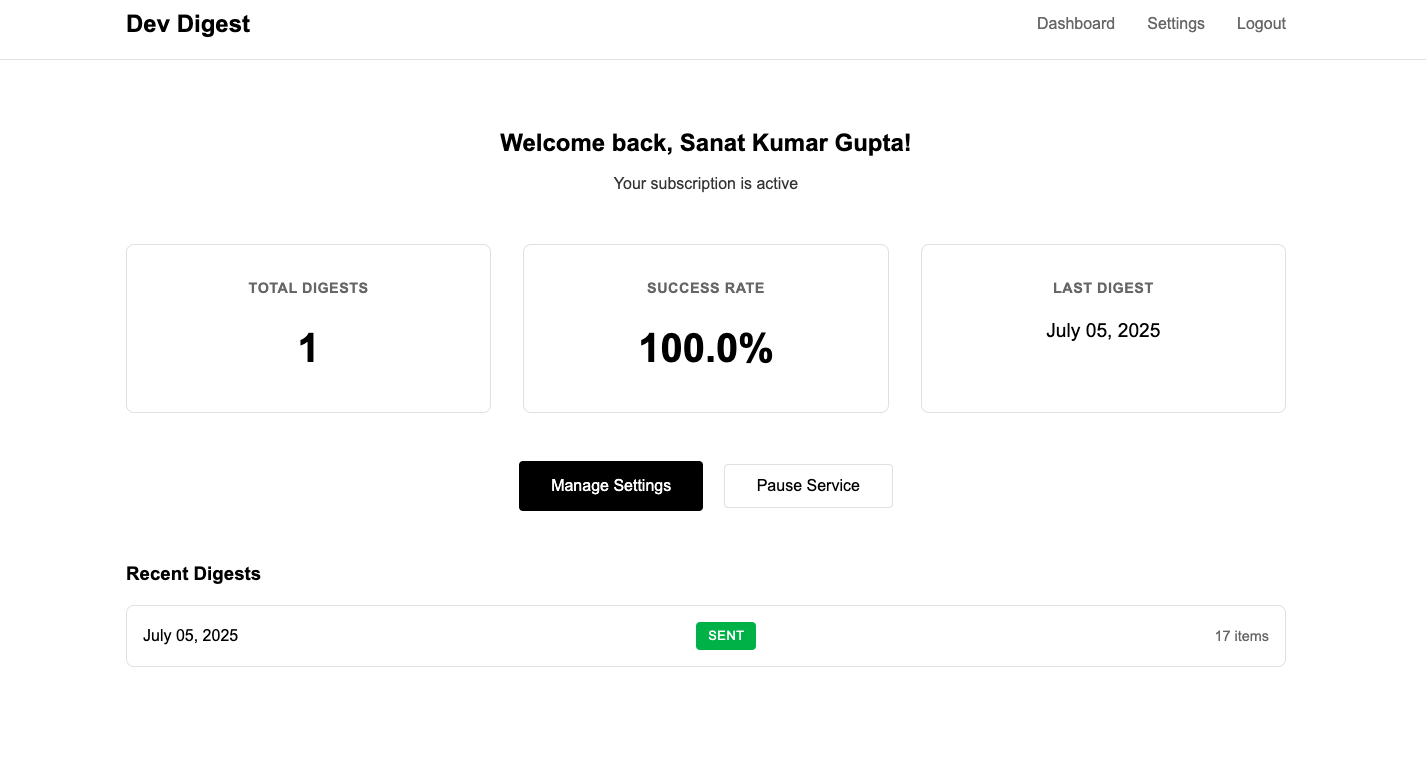 Dev Digest
Dashboard Settings Logout
Welcome back, Sanat Kumar Gupta!
Your subscription is active
TOTAL DIGESTS
1
SUCCESS RATE
100.0%
LAST DIGEST
July 05, 2025
Manage Settings
Pause Service
Recent Digests
July 05, 2025 SENT 17 items